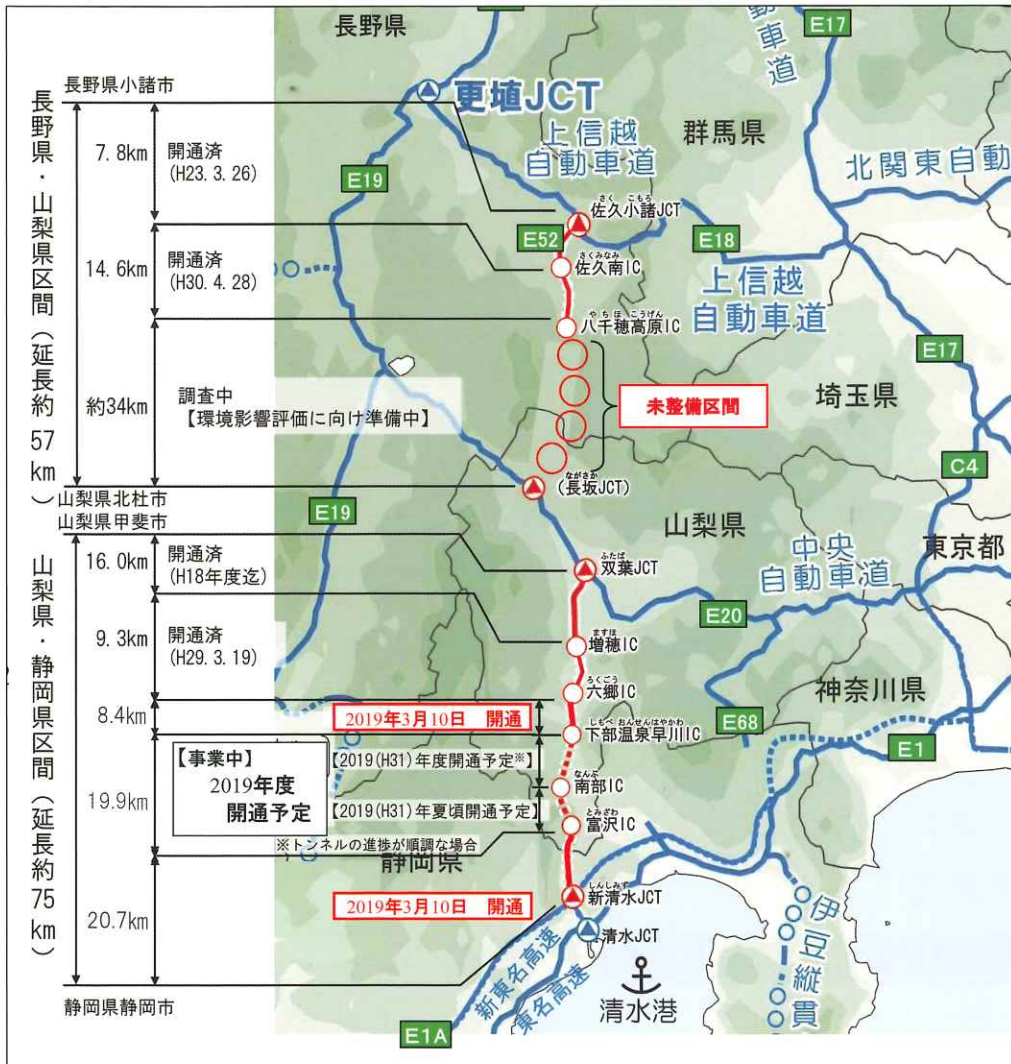 長野県
動車道
E17
長野県小諸市
更埴JCT
上信越
自動車道
群馬県
北関東自動
長野県・山梨県区間（延長約57km）
7.8km
開通済
(H23.3.26)
E19
さく こもろ
佐久小諸JCT
E52
E18
14.6km
開通済
(H30.4.28)
さくみなみ
佐久南IC
上信越
自動車道
やちほ こうげん
八千穂高原IC
E17
約34km
調査中
【環境影響評価に向け準備中】
未整備区間
埼玉県
C4
ながさか
(長坂JCT)
山梨県北杜市
山梨県甲斐市
E19
山梨県
中央
自動車道
東京都
山梨県・静岡県区間（延長約75km）
16.0km
開通済
(H18年度迄)
ふたば
双葉JCT
E20
9.3km
開通済
(H29.3.19)
ますほ
増穂IC
ろくごう
六郷IC
神奈川県
8.4km
2019年3月10日 開通
しもべ おんせんはやかわ
下部温泉早川IC
E68
E1
【事業中】
2019年度
開通予定
【2019(H31)年度開通予定※】
なんぶ
南部IC
19.9km
【2019(H31)年夏頃開通予定】
とみざわ
富沢IC
※トンネルの進捗が順調な場合
静岡県
20.7km
2019年3月10日 開通
しんしみず
新清水JCT
清水JCT
伊豆縦貫
新東名高速
東名高速
清水港
静岡県静岡市
E1A